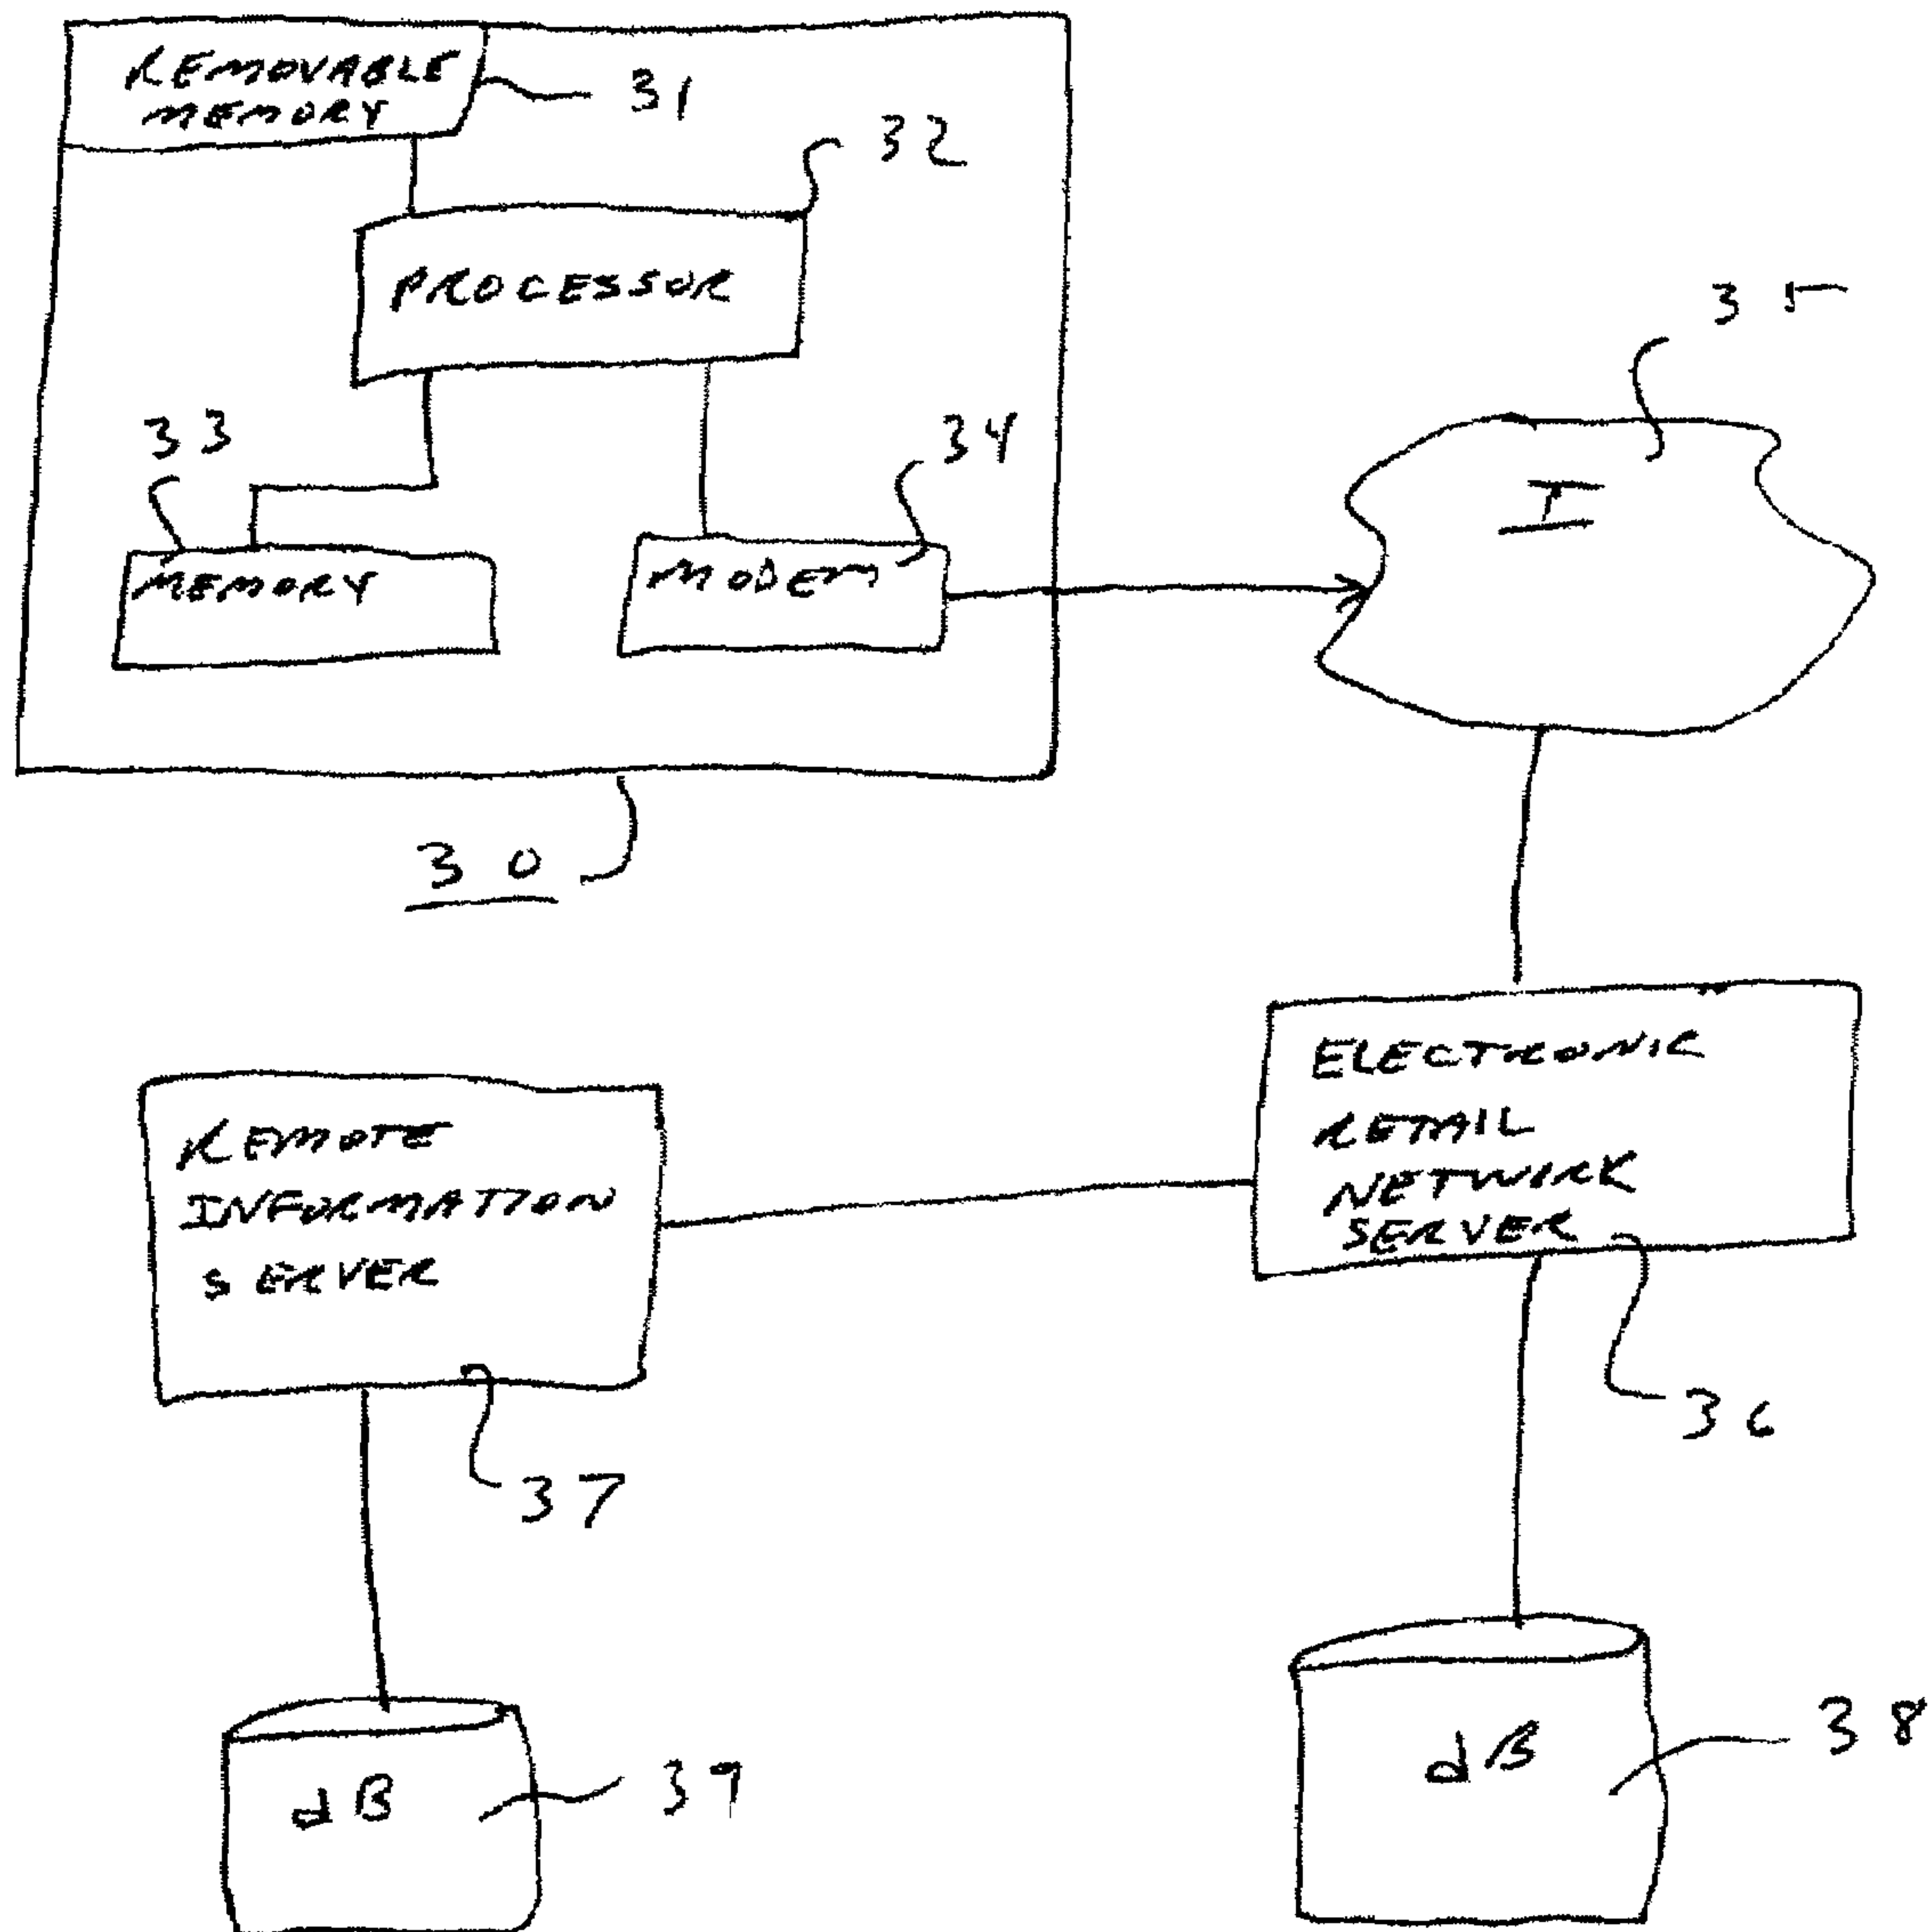 REMOVABLE
MEMORY
31
32
PROCESSOR
35
33
34
I
MEMORY
MODEM
30
ELECTRONIC
RETAIL
NETWORK
SERVER
REMOTE
INFORMATION
SERVER
36
37
38
dB
39
dB